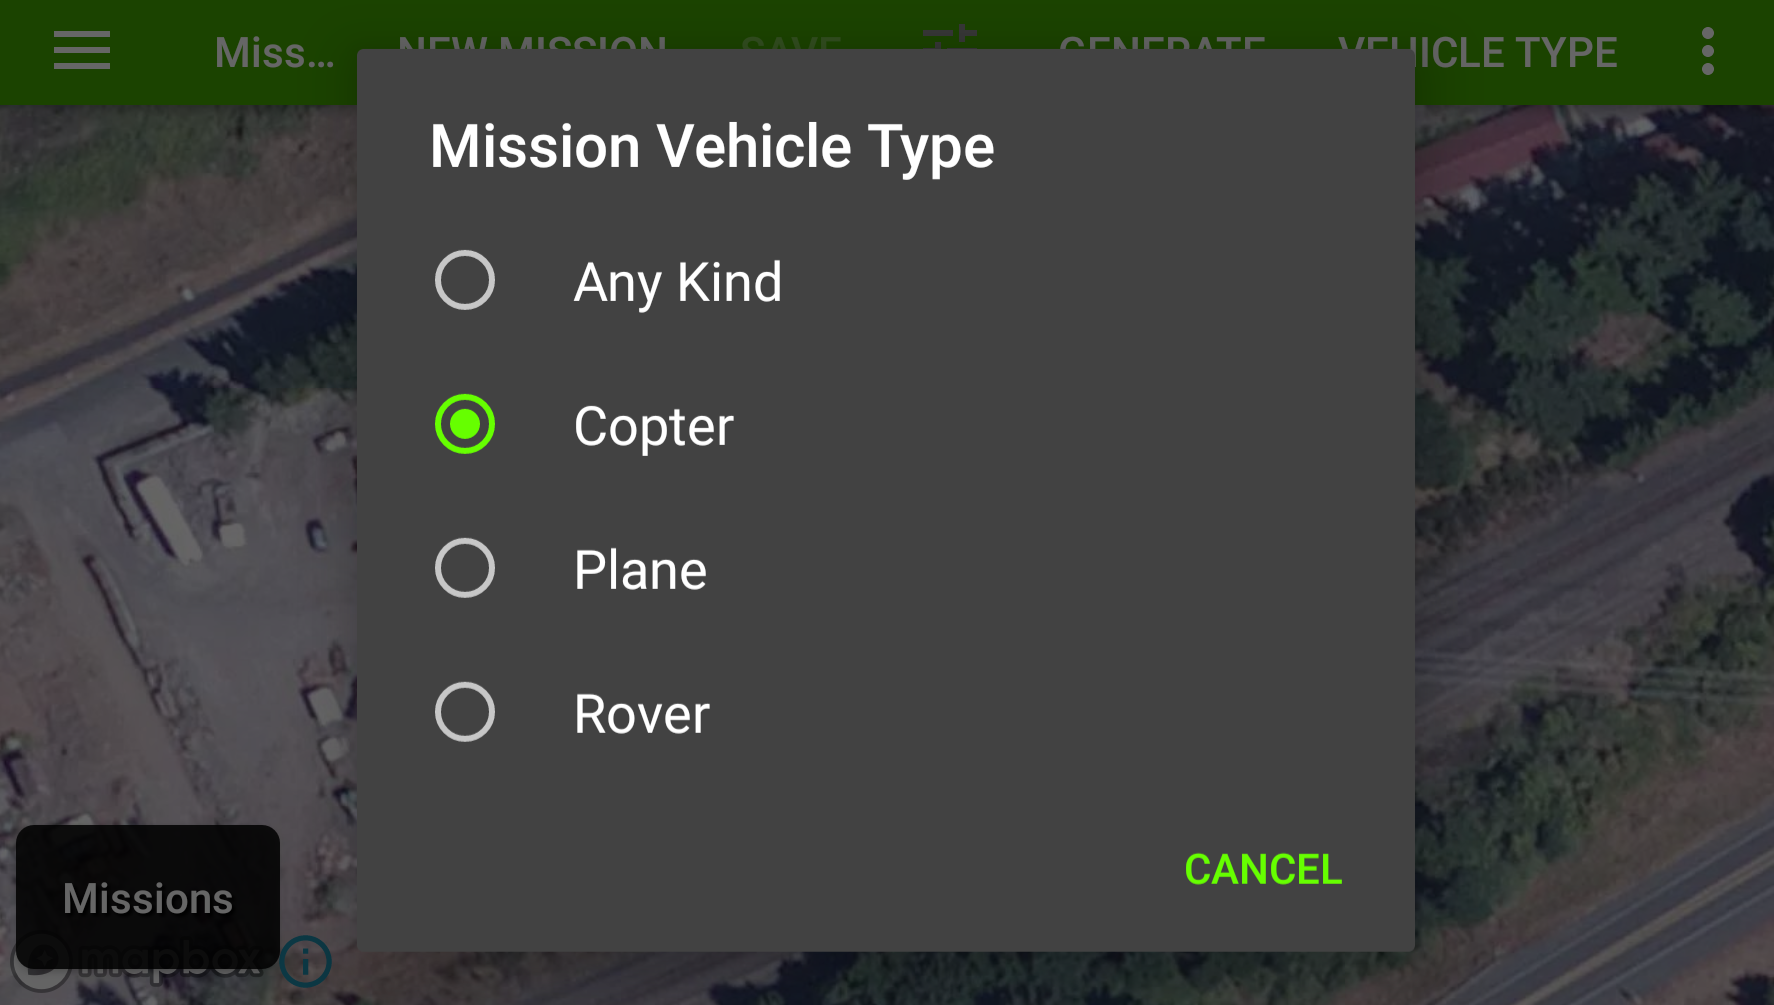 Miss... NEW MISSION SAVE GENERATE VEHICLE TYPE
Mission Vehicle Type
Any Kind
Copter
Plane
Rover
CANCEL
Missions
mapbox